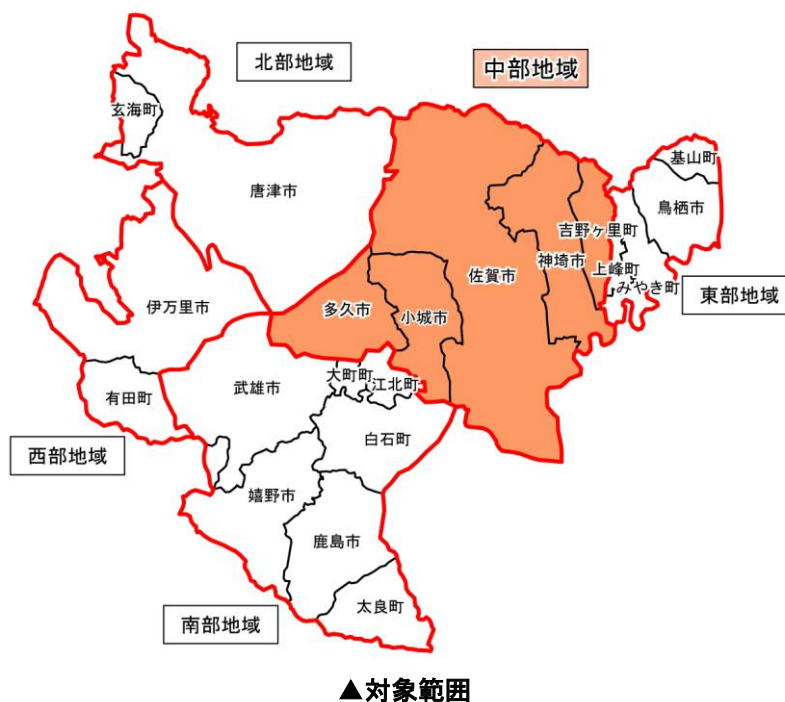 北部地域
中部地域
玄海町
基山町
鳥栖市
唐津市
吉野ヶ里町
神埼市
上峰町
佐賀市
みやき町
東部地域
伊万里市
多久市
小城市
大町町
江北町
有田町
武雄市
白石町
西部地域
嬉野市
鹿島市
太良町
南部地域
▲対象範囲